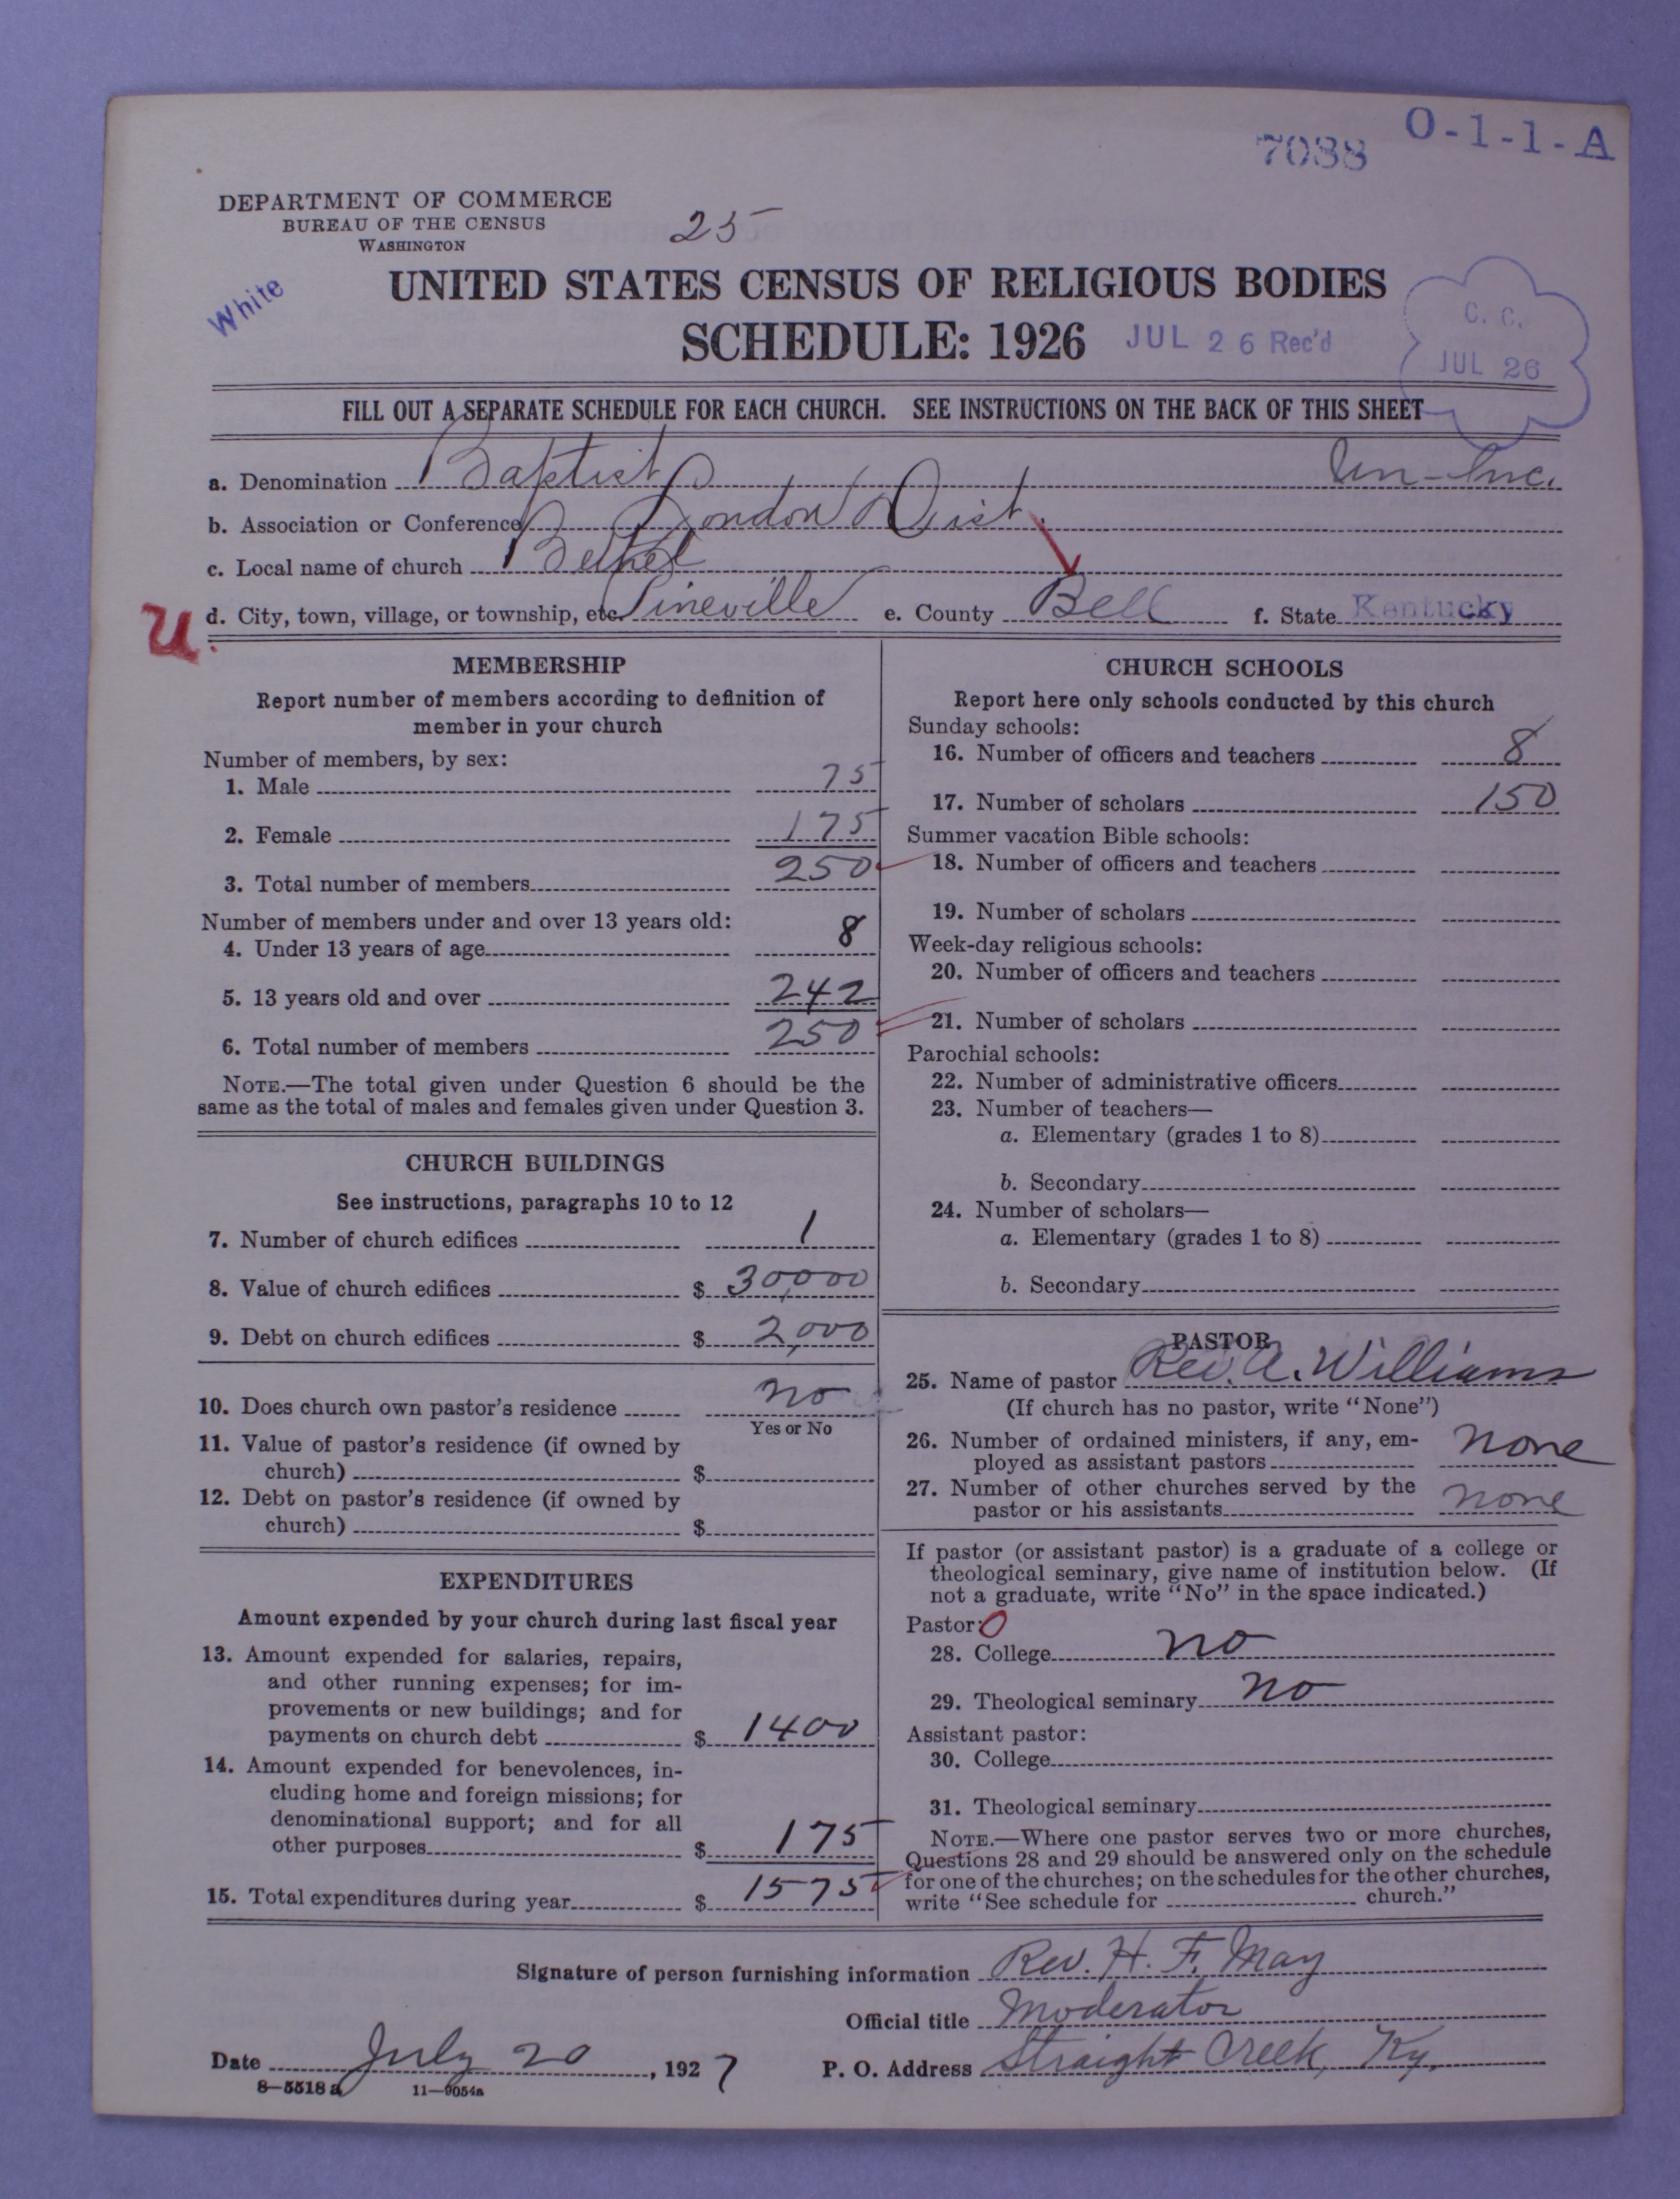 7038 O-1-1-A
DEPARTMENT OF COMMERCE
BUREAU OF THE CENSUS
WASHINGTON
25
White
UNITED STATES CENSUS OF RELIGIOUS BODIES
SCHEDULE: 1926 JUL 26 Rec'd
C. C.
JUL 26
FILL OUT A SEPARATE SCHEDULE FOR EACH CHURCH. SEE INSTRUCTIONS ON THE BACK OF THIS SHEET
a. Denomination Baptist Un-Inc.
b. Association or Conference London Dist.
c. Local name of church Bethel
U. d. City, town, village, or township, etc. Pineville e. County Bell f. State Kentucky
MEMBERSHIP
Report number of members according to definition of
member in your church
Number of members, by sex:
1. Male 75
2. Female 175
3. Total number of members 250
Number of members under and over 13 years old:
4. Under 13 years of age 8
5. 13 years old and over 242
6. Total number of members 250
NOTE.—The total given under Question 6 should be the
same as the total of males and females given under Question 3.
CHURCH BUILDINGS
See instructions, paragraphs 10 to 12
7. Number of church edifices 1
8. Value of church edifices $ 30,000
9. Debt on church edifices $ 2,000
10. Does church own pastor's residence no
Yes or No
11. Value of pastor's residence (if owned by
church) $
12. Debt on pastor's residence (if owned by
church) $
EXPENDITURES
Amount expended by your church during last fiscal year
13. Amount expended for salaries, repairs,
and other running expenses; for im-
provements or new buildings; and for
payments on church debt $ 1400
14. Amount expended for benevolences, in-
cluding home and foreign missions; for
denominational support; and for all
other purposes $ 175
15. Total expenditures during year $ 1575
CHURCH SCHOOLS
Report here only schools conducted by this church
Sunday schools:
16. Number of officers and teachers 8
17. Number of scholars 150
Summer vacation Bible schools:
18. Number of officers and teachers
19. Number of scholars
Week-day religious schools:
20. Number of officers and teachers
21. Number of scholars
Parochial schools:
22. Number of administrative officers
23. Number of teachers—
a. Elementary (grades 1 to 8)
b. Secondary
24. Number of scholars—
a. Elementary (grades 1 to 8)
b. Secondary
PASTOR
25. Name of pastor Rev. A. Williams
(If church has no pastor, write "None")
26. Number of ordained ministers, if any, em-
ployed as assistant pastors none
27. Number of other churches served by the
pastor or his assistants none
If pastor (or assistant pastor) is a graduate of a college or
theological seminary, give name of institution below. (If
not a graduate, write "No" in the space indicated.)
Pastor: O
28. College no
29. Theological seminary no
Assistant pastor:
30. College
31. Theological seminary
NOTE.—Where one pastor serves two or more churches,
Questions 28 and 29 should be answered only on the schedule
for one of the churches; on the schedules for the other churches,
write "See schedule for church."
Signature of person furnishing information Rev. H. F. May
Official title Moderator
Date July 20, 1927 P. O. Address Straight Creek, Ky.
8-5518 a 11-9054a